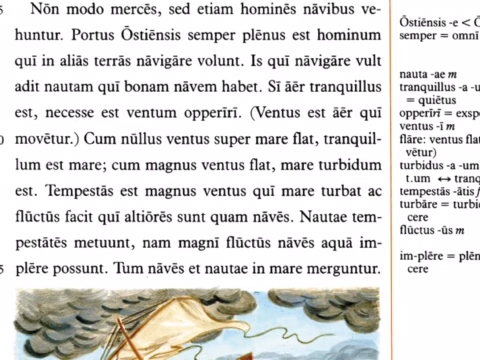 Nōn modo mercēs, sed etiam hominēs nāvibus ve-
huntur. Portus Ōstiēnsis semper plēnus est hominum
quī in aliās terrās nāvigāre volunt. Is quī nāvigāre vult
adit nautam quī bonam nāvem habet. Sī āēr tranquillus
est, necesse est ventum opperīrī. (Ventus est āēr quī
movētur.) Cum nūllus ventus super mare flat, tranquil-
lum est mare; cum magnus ventus flat, mare turbidum
est. Tempestās est magnus ventus quī mare turbat ac
flūctūs facit quī altiōrēs sunt quam nāvēs. Nautae tem-
pestātēs metuunt, nam magnī flūctūs nāvēs aquā im-
plēre possunt. Tum nāvēs et nautae in mare merguntur.
Ōstiēnsis -e <
semper = omnī
nauta -ae m
tranquillus -a -u
= quiētus
opperīrī = exsp
ventus -ī m
flāre: ventus flat
vētur)
turbidus -a -um
t.um ↔ tranq
tempestās -ātis f
turbāre = turbid
cere
flūctus -ūs m
im-plēre = plēn
cere